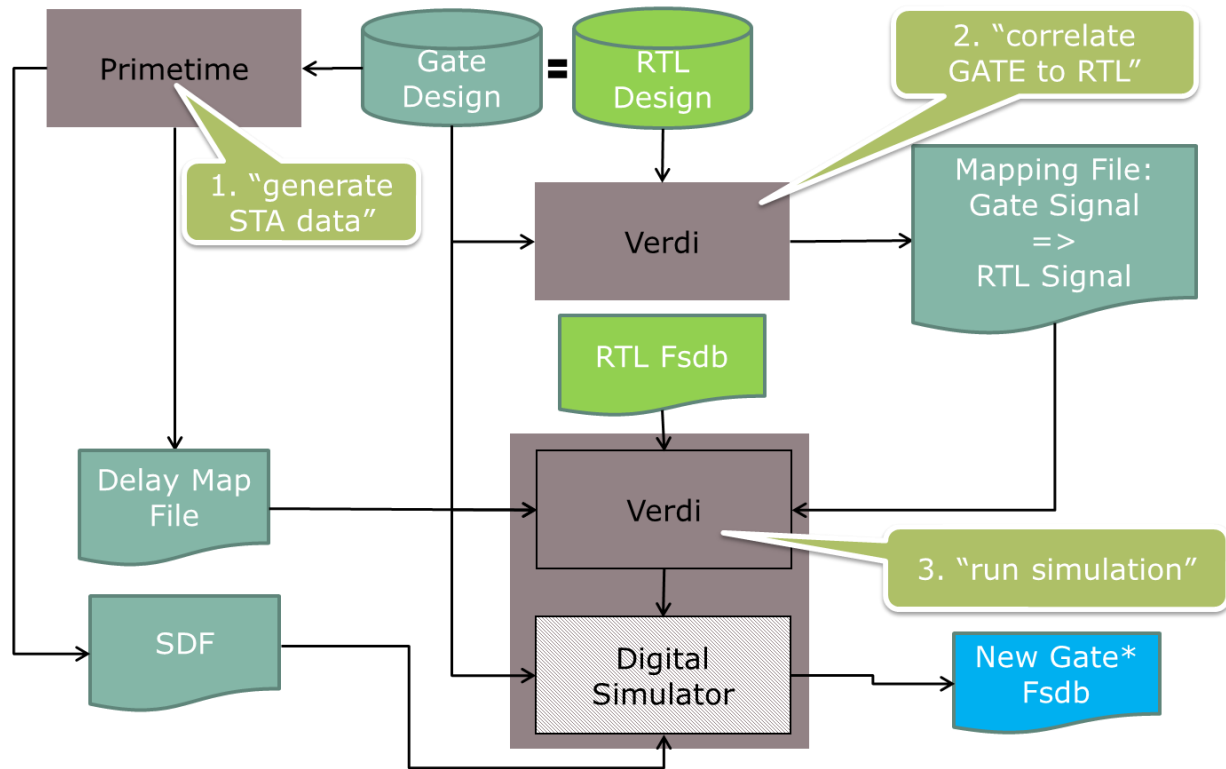 Primetime
Gate
Design
=
RTL
Design
2. “correlate
GATE to RTL”
1. “generate
STA data”
Verdi
Mapping File:
Gate Signal
=>
RTL Signal
RTL Fsdb
Delay Map
File
Verdi
3. “run simulation”
SDF
Digital
Simulator
New Gate*
Fsdb